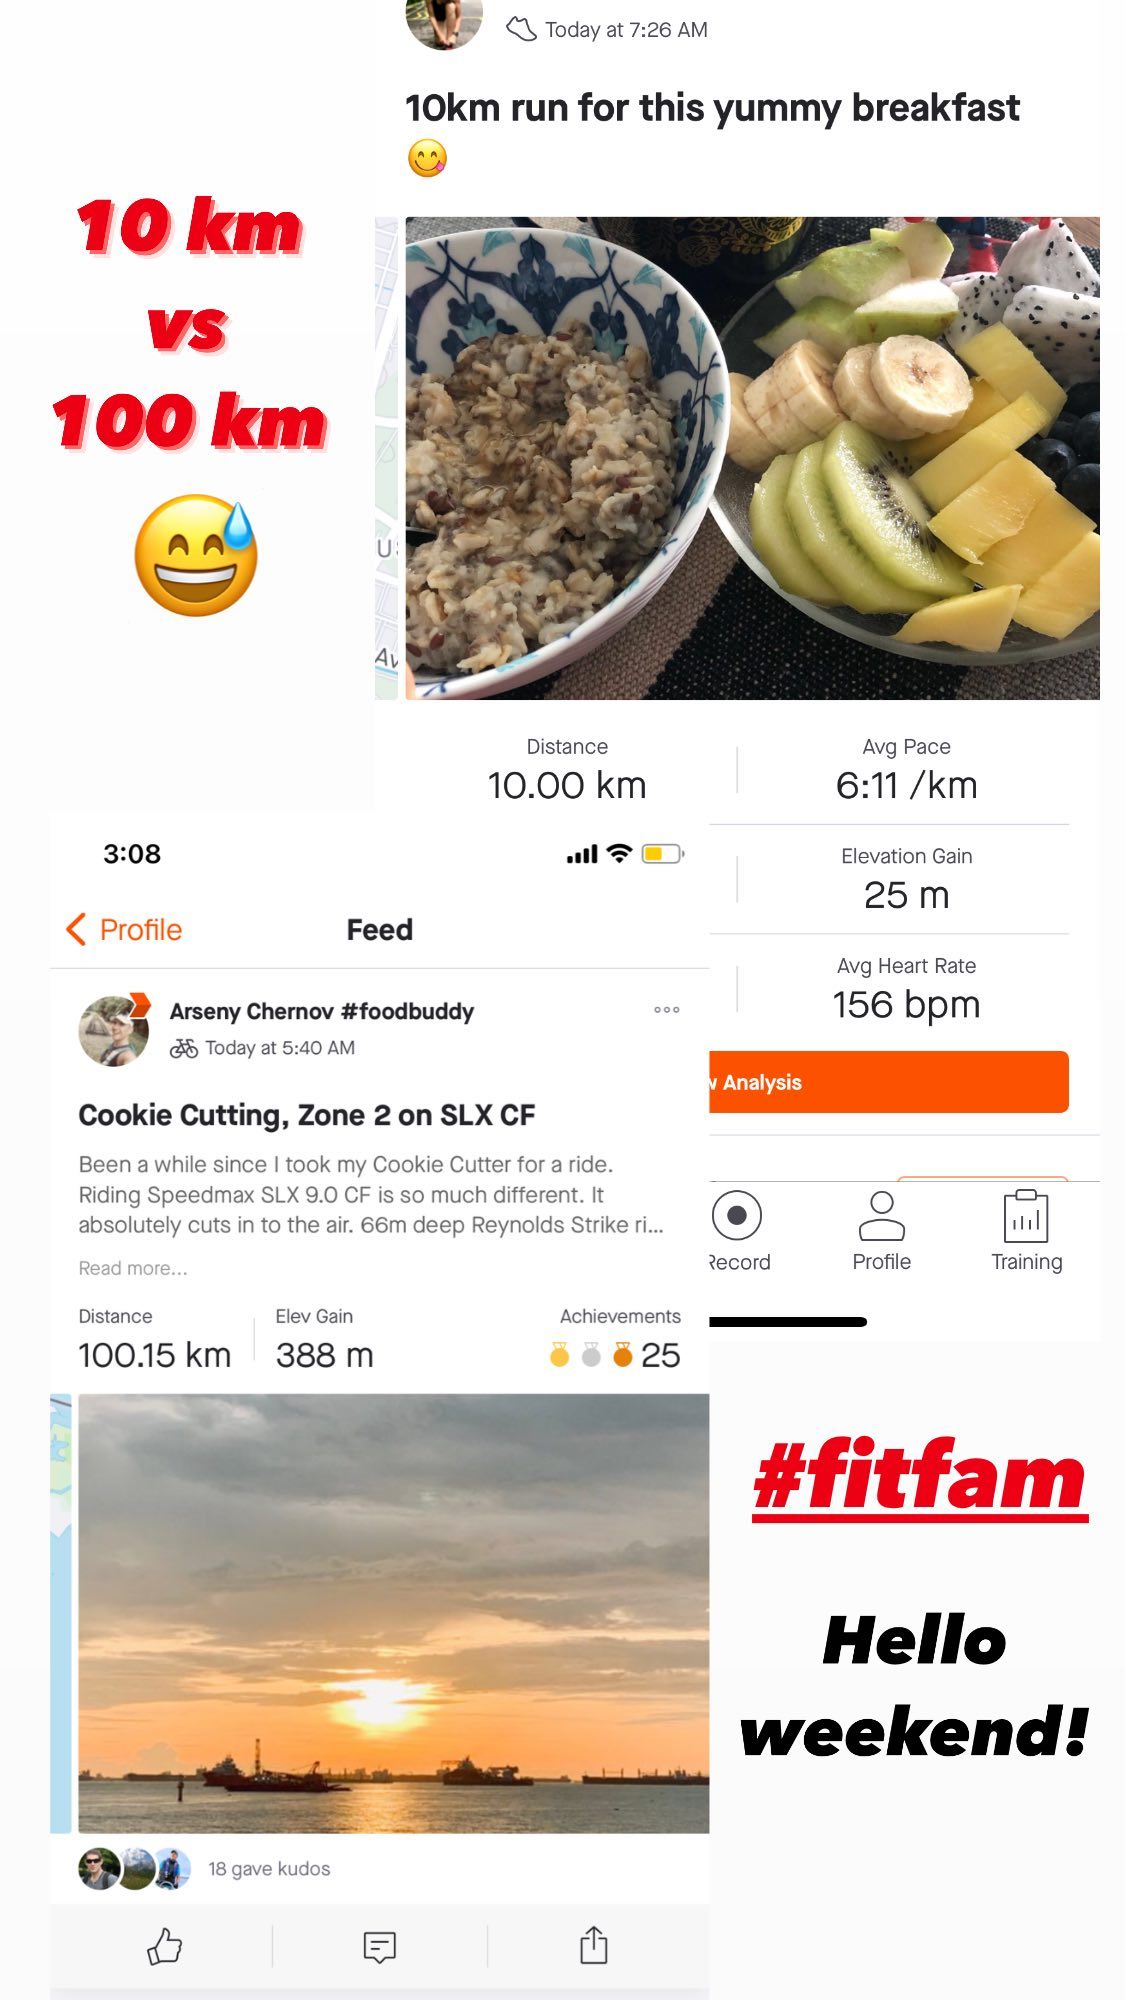 Today at 7:26 AM
10km run for this yummy breakfast
😋
10 km
vs
100 km
😅
Distance
10.00 km
Avg Pace
6:11 /km
Elevation Gain
25 m
Avg Heart Rate
156 bpm
Analysis
Record
Profile
Training
3:08
Profile
Feed
Arseny Chernov #foodbuddy
Today at 5:40 AM
Cookie Cutting, Zone 2 on SLX CF
Been a while since I took my Cookie Cutter for a ride.
Riding Speedmax SLX 9.0 CF is so much different. It
absolutely cuts in to the air. 66m deep Reynolds Strike ri...
Read more...
Distance
100.15 km
Elev Gain
388 m
Achievements
25
18 gave kudos
#fitfam
Hello
weekend!